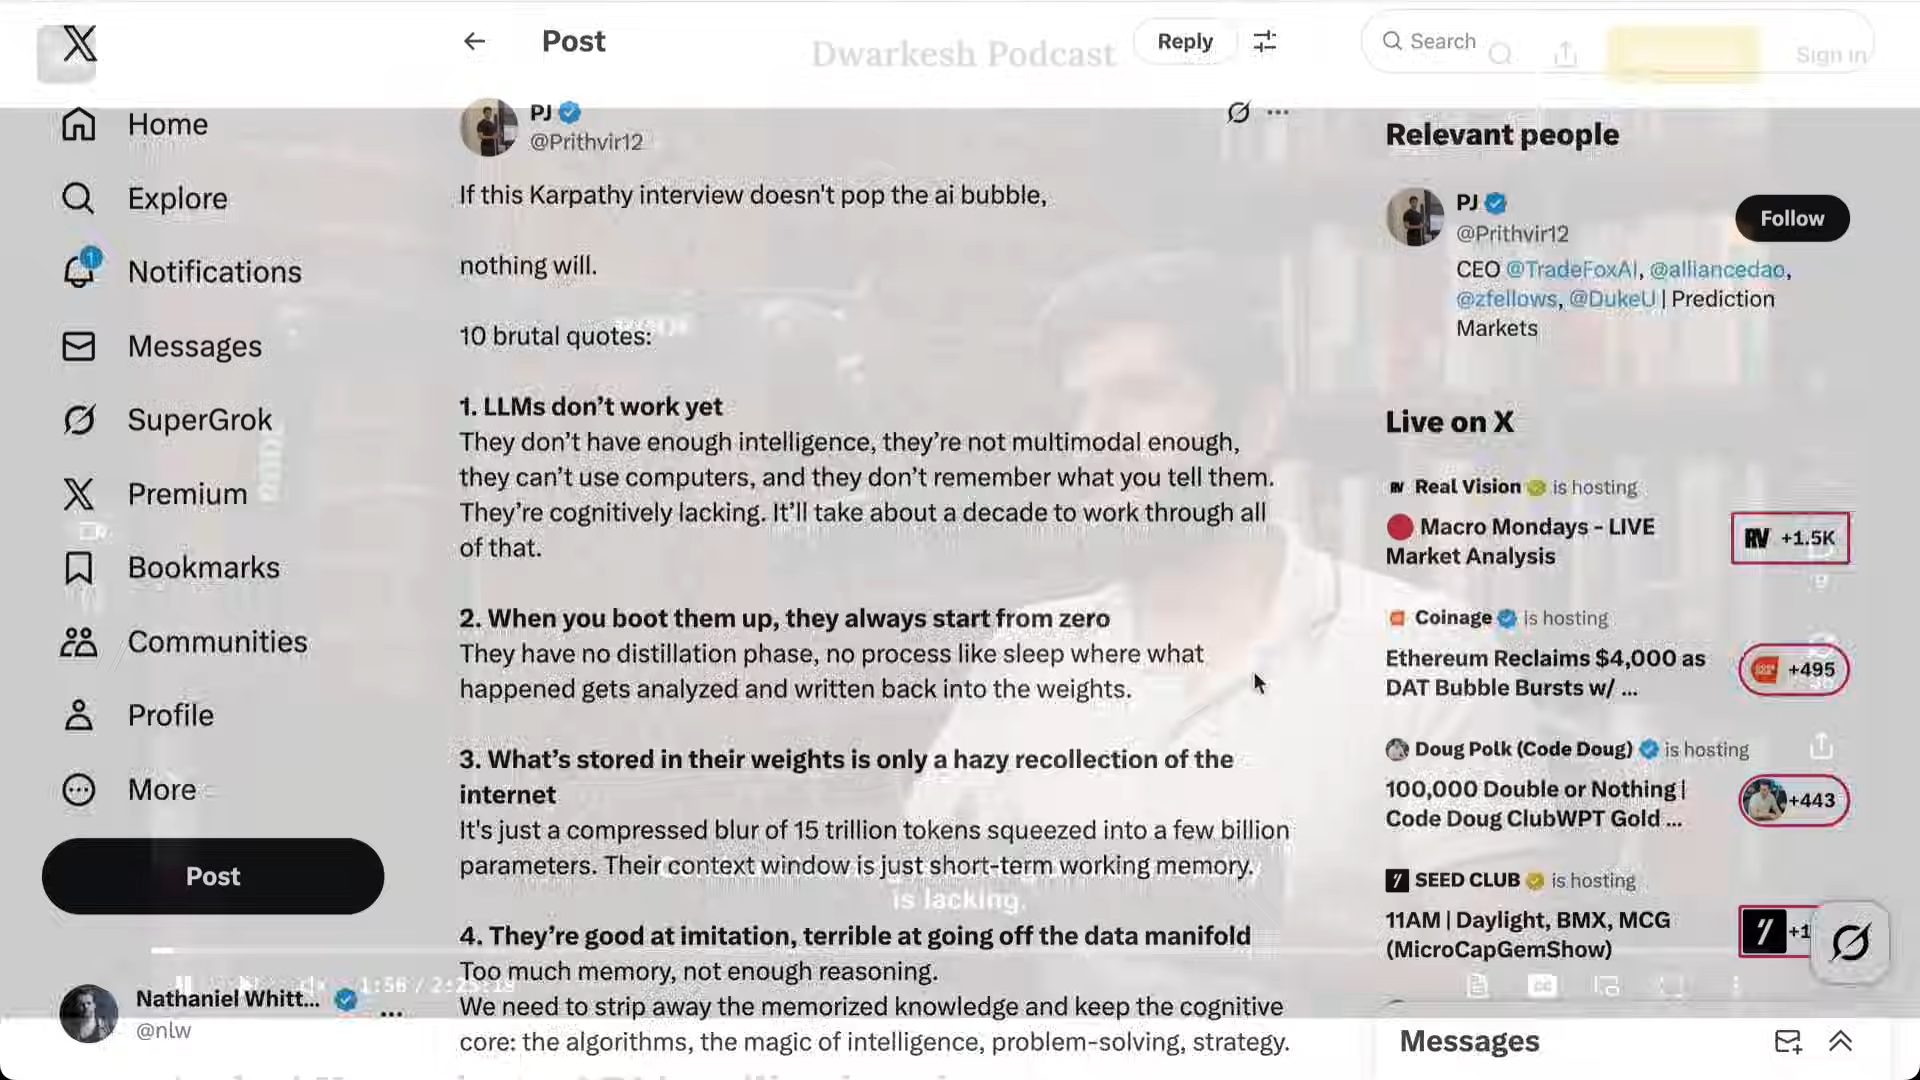 Post
Dwarkesh Podcast
Reply
Search
Sign in
Home
Explore
1
Notifications
Messages
SuperGrok
Premium
Bookmarks
Communities
Profile
More
Post
Nathaniel Whitt...
@nlw
PJ
@Prithvir12
If this Karpathy interview doesn't pop the ai bubble,
nothing will.
10 brutal quotes:
1. LLMs don’t work yet
They don’t have enough intelligence, they’re not multimodal enough,
they can’t use computers, and they don’t remember what you tell them.
They’re cognitively lacking. It’ll take about a decade to work through all
of that.
2. When you boot them up, they always start from zero
They have no distillation phase, no process like sleep where what
happened gets analyzed and written back into the weights.
3. What’s stored in their weights is only a hazy recollection of the
internet
It's just a compressed blur of 15 trillion tokens squeezed into a few billion
parameters. Their context window is just short-term working memory.
is lacking.
4. They’re good at imitation, terrible at going off the data manifold
Too much memory, not enough reasoning.
We need to strip away the memorized knowledge and keep the cognitive
core: the algorithms, the magic of intelligence, problem-solving, strategy.
Relevant people
PJ
@Prithvir12
Follow
CEO @TradeFoxAI, @alliancedao,
@zfellows, @DukeU | Prediction
Markets
Live on X
Real Vision is hosting
Macro Mondays - LIVE
Market Analysis
RV +1.5K
Coinage is hosting
Ethereum Reclaims $4,000 as
DAT Bubble Bursts w/ ...
+495
Doug Polk (Code Doug) is hosting
100,000 Double or Nothing |
Code Doug ClubWPT Gold ...
+443
SEED CLUB is hosting
11AM | Daylight, BMX, MCG
(MicroCapGemShow)
+1
CC
Messages